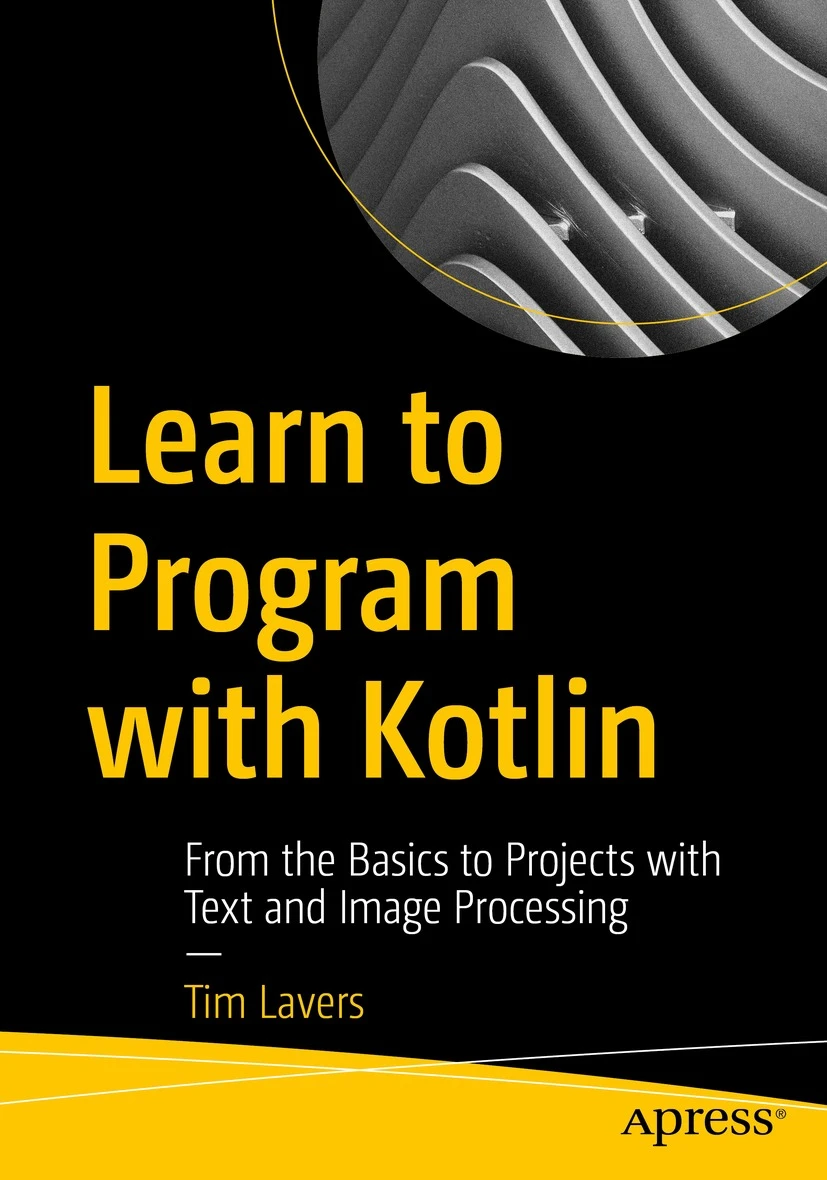 Learn to
Program
with Kotlin
From the Basics to Projects with
Text and Image Processing
—
Tim Lavers
Apress®